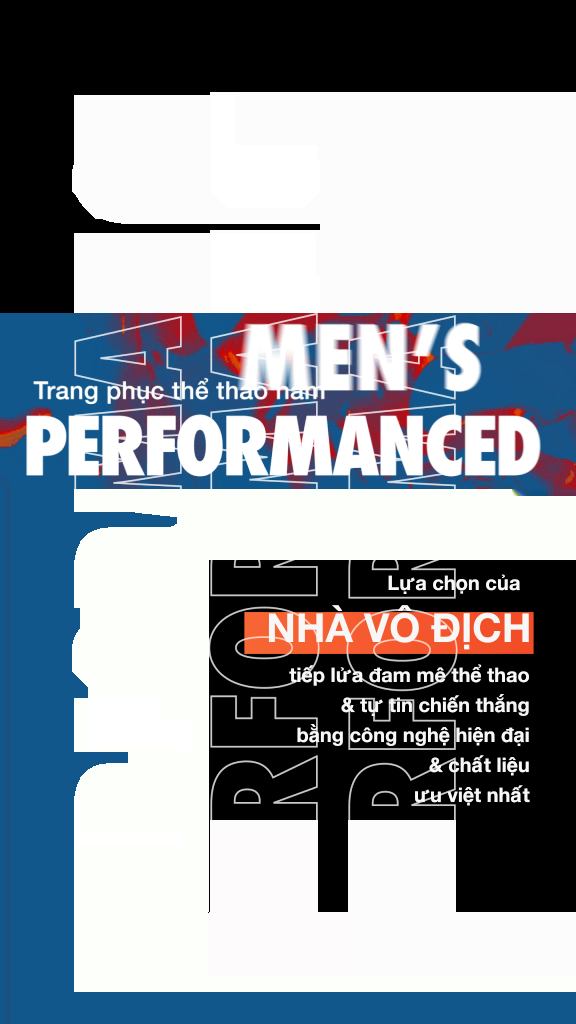 MEN'S
Trang phục thể thao nam
PERFORMANCED
Lựa chọn của
NHÀ VÔ ĐỊCH
tiếp lửa đam mê thể thao
& tự tin chiến thắng
bằng công nghệ hiện đại
& chất liệu
ưu việt nhất